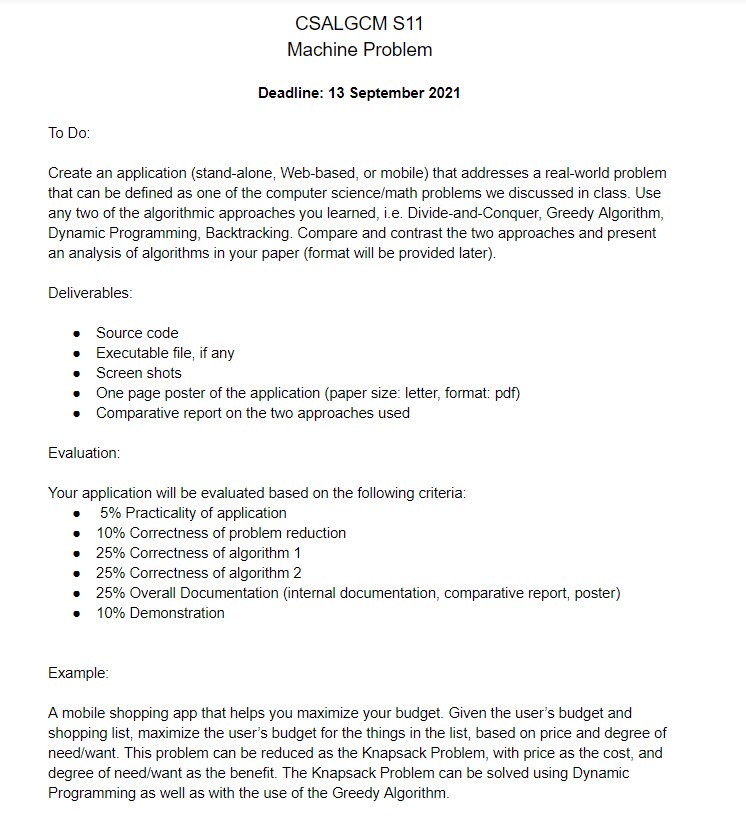 CSALGCM S11
Machine Problem
Deadline: 13 September 2021
To Do:
Create an application (stand-alone, Web-based, or mobile) that addresses a real-world problem
that can be defined as one of the computer science/math problems we discussed in class. Use
any two of the algorithmic approaches you learned, i.e. Divide-and-Conquer, Greedy Algorithm,
Dynamic Programming, Backtracking. Compare and contrast the two approaches and present
an analysis of algorithms in your paper (format will be provided later).
Deliverables:
● Source code
● Executable file, if any
● Screen shots
● One page poster of the application (paper size: letter, format: pdf)
● Comparative report on the two approaches used
Evaluation:
Your application will be evaluated based on the following criteria:
● 5% Practicality of application
● 10% Correctness of problem reduction
● 25% Correctness of algorithm 1
● 25% Correctness of algorithm 2
● 25% Overall Documentation (internal documentation, comparative report, poster)
● 10% Demonstration
Example:
A mobile shopping app that helps you maximize your budget. Given the user's budget and
shopping list, maximize the user's budget for the things in the list, based on price and degree of
need/want. This problem can be reduced as the Knapsack Problem, with price as the cost, and
degree of need/want as the benefit. The Knapsack Problem can be solved using Dynamic
Programming as well as with the use of the Greedy Algorithm.